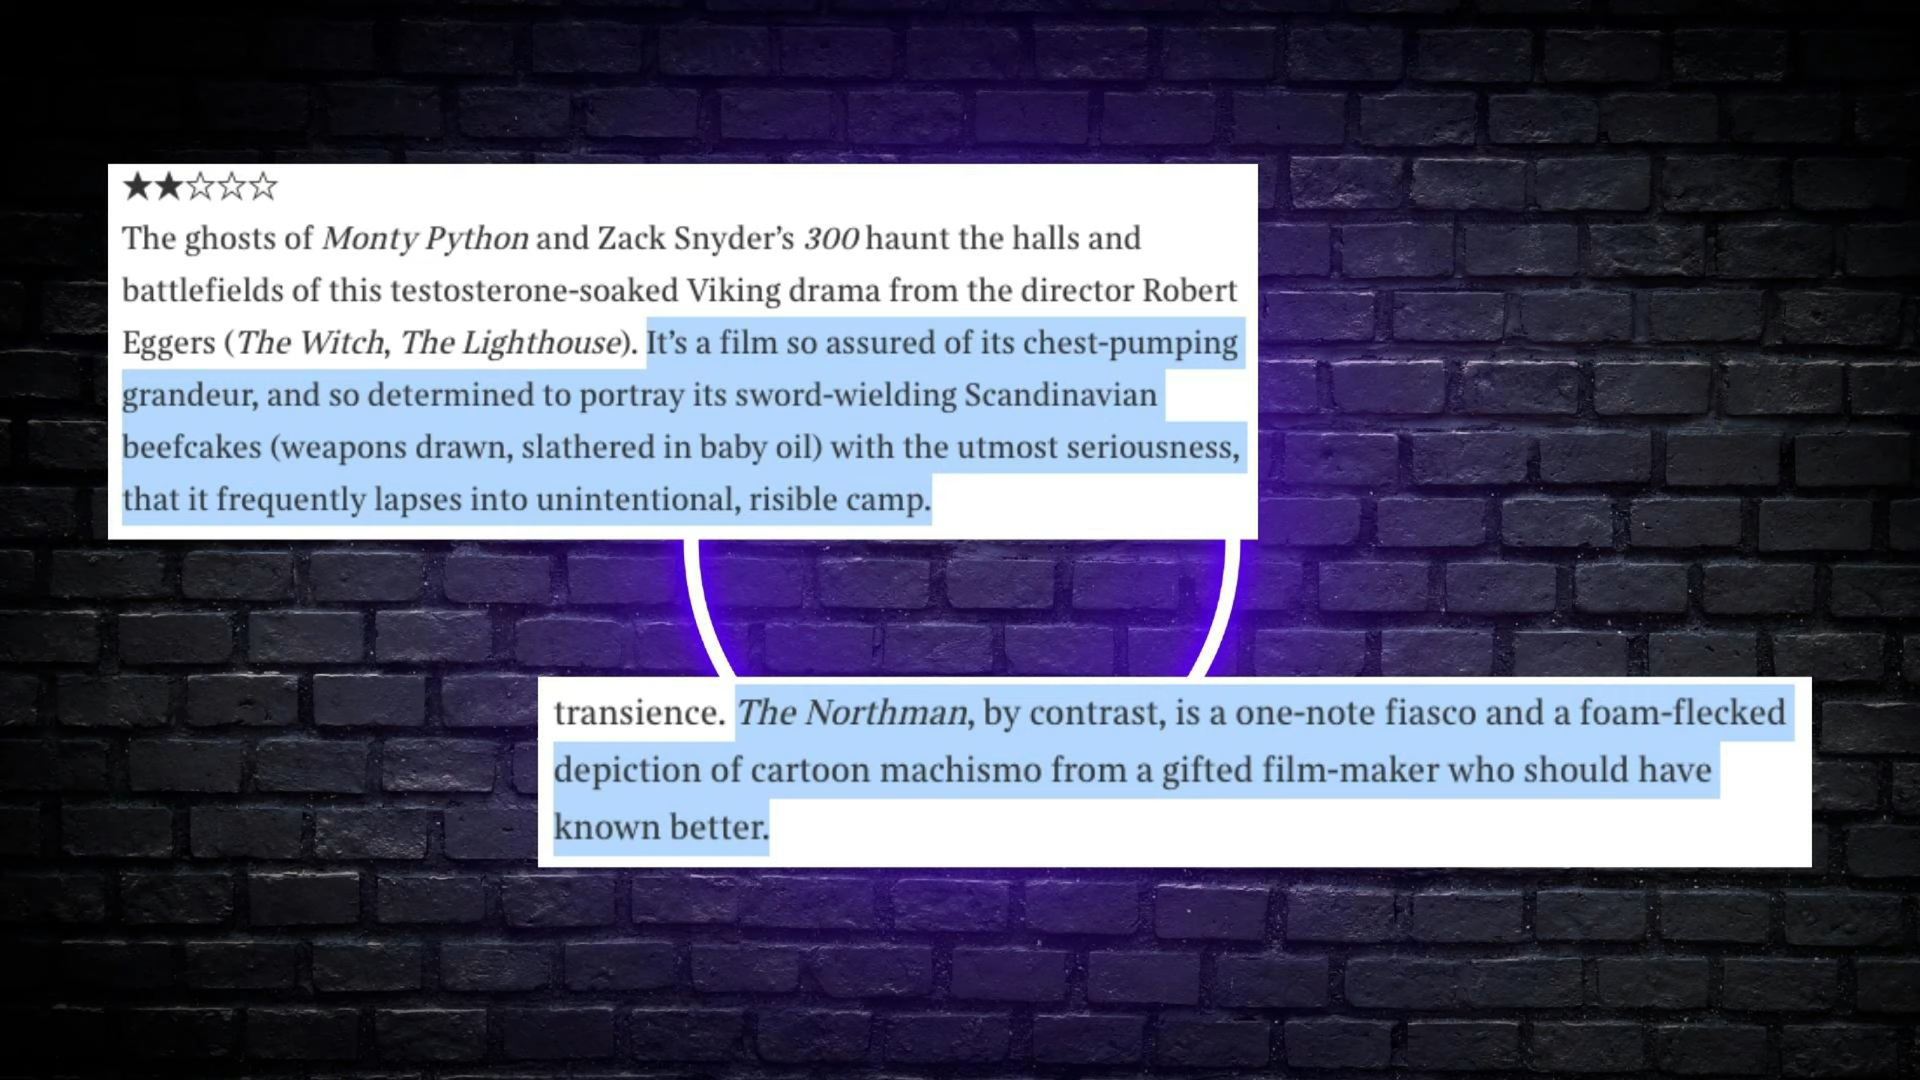 ★★☆☆☆
The ghosts of Monty Python and Zack Snyder’s 300 haunt the halls and
battlefields of this testosterone-soaked Viking drama from the director Robert
Eggers (The Witch, The Lighthouse). It’s a film so assured of its chest-pumping
grandeur, and so determined to portray its sword-wielding Scandinavian
beefcakes (weapons drawn, slathered in baby oil) with the utmost seriousness,
that it frequently lapses into unintentional, risible camp.
transience. The Northman, by contrast, is a one-note fiasco and a foam-flecked
depiction of cartoon machismo from a gifted film-maker who should have
known better.